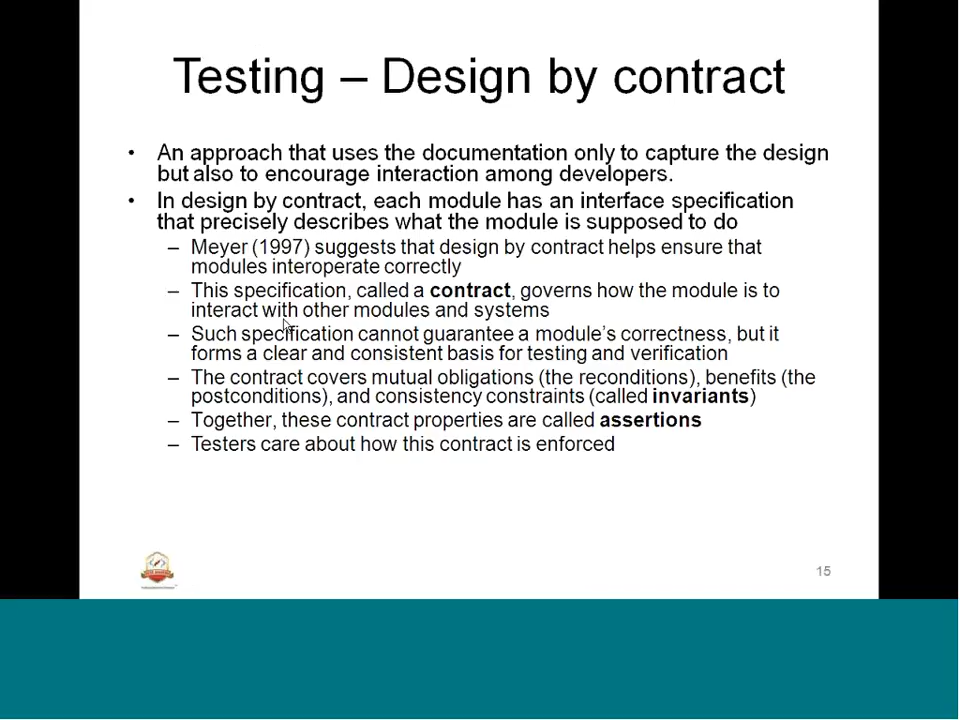 Testing – Design by contract
• An approach that uses the documentation only to capture the design
but also to encourage interaction among developers.
• In design by contract, each module has an interface specification
that precisely describes what the module is supposed to do
– Meyer (1997) suggests that design by contract helps ensure that
modules interoperate correctly
– This specification, called a contract, governs how the module is to
interact with other modules and systems
– Such specification cannot guarantee a module's correctness, but it
forms a clear and consistent basis for testing and verification
– The contract covers mutual obligations (the reconditions), benefits (the
postconditions), and consistency constraints (called invariants)
– Together, these contract properties are called assertions
– Testers care about how this contract is enforced
15